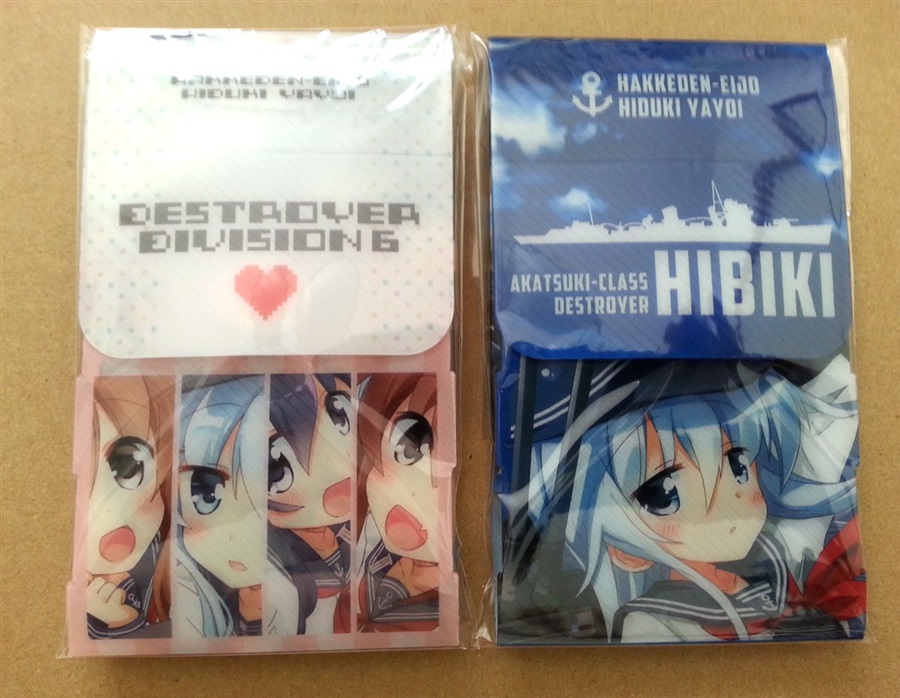 HAKKEDEN-EIJO
HIDUKI YAYOI
DESTROYER
DIVISION 6
HAKKEDEN-EIJO
HIDUKI YAYOI
AKATSUKI-CLASS
DESTROYER
HIBIKI